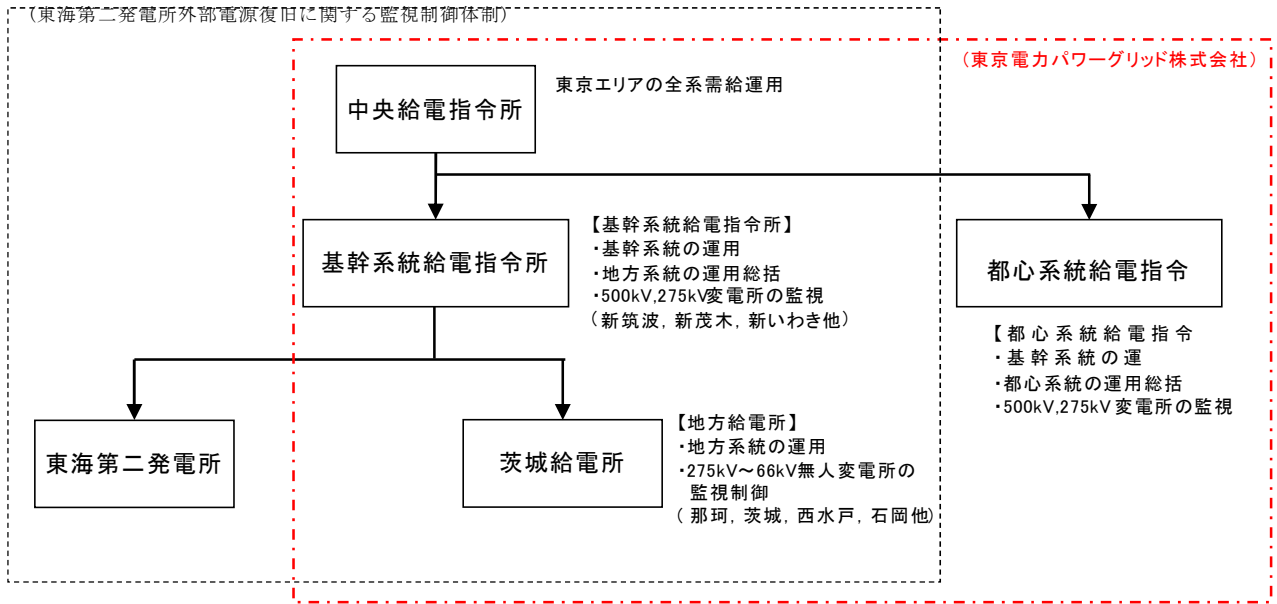 (東海第二発電所外部電源復旧に関する監視制御体制)
(東京電力パワーグリッド株式会社)
中央給電指令所
東京エリアの全系需給運用
基幹系統給電指令所
【基幹系統給電指令所】
・基幹系統の運用
・地方系統の運用総括
・500kV,275kV変電所の監視
(新筑波,新茂木,新いわき他)
都心系統給電指令
【都心系統給電指令
・基幹系統の運
・都心系統の運用総括
・500kV,275kV変電所の監視
東海第二発電所
茨城給電所
【地方給電所】
・地方系統の運用
・275kV～66kV無人変電所の
監視制御
(那珂,茨城,西水戸,石岡他)